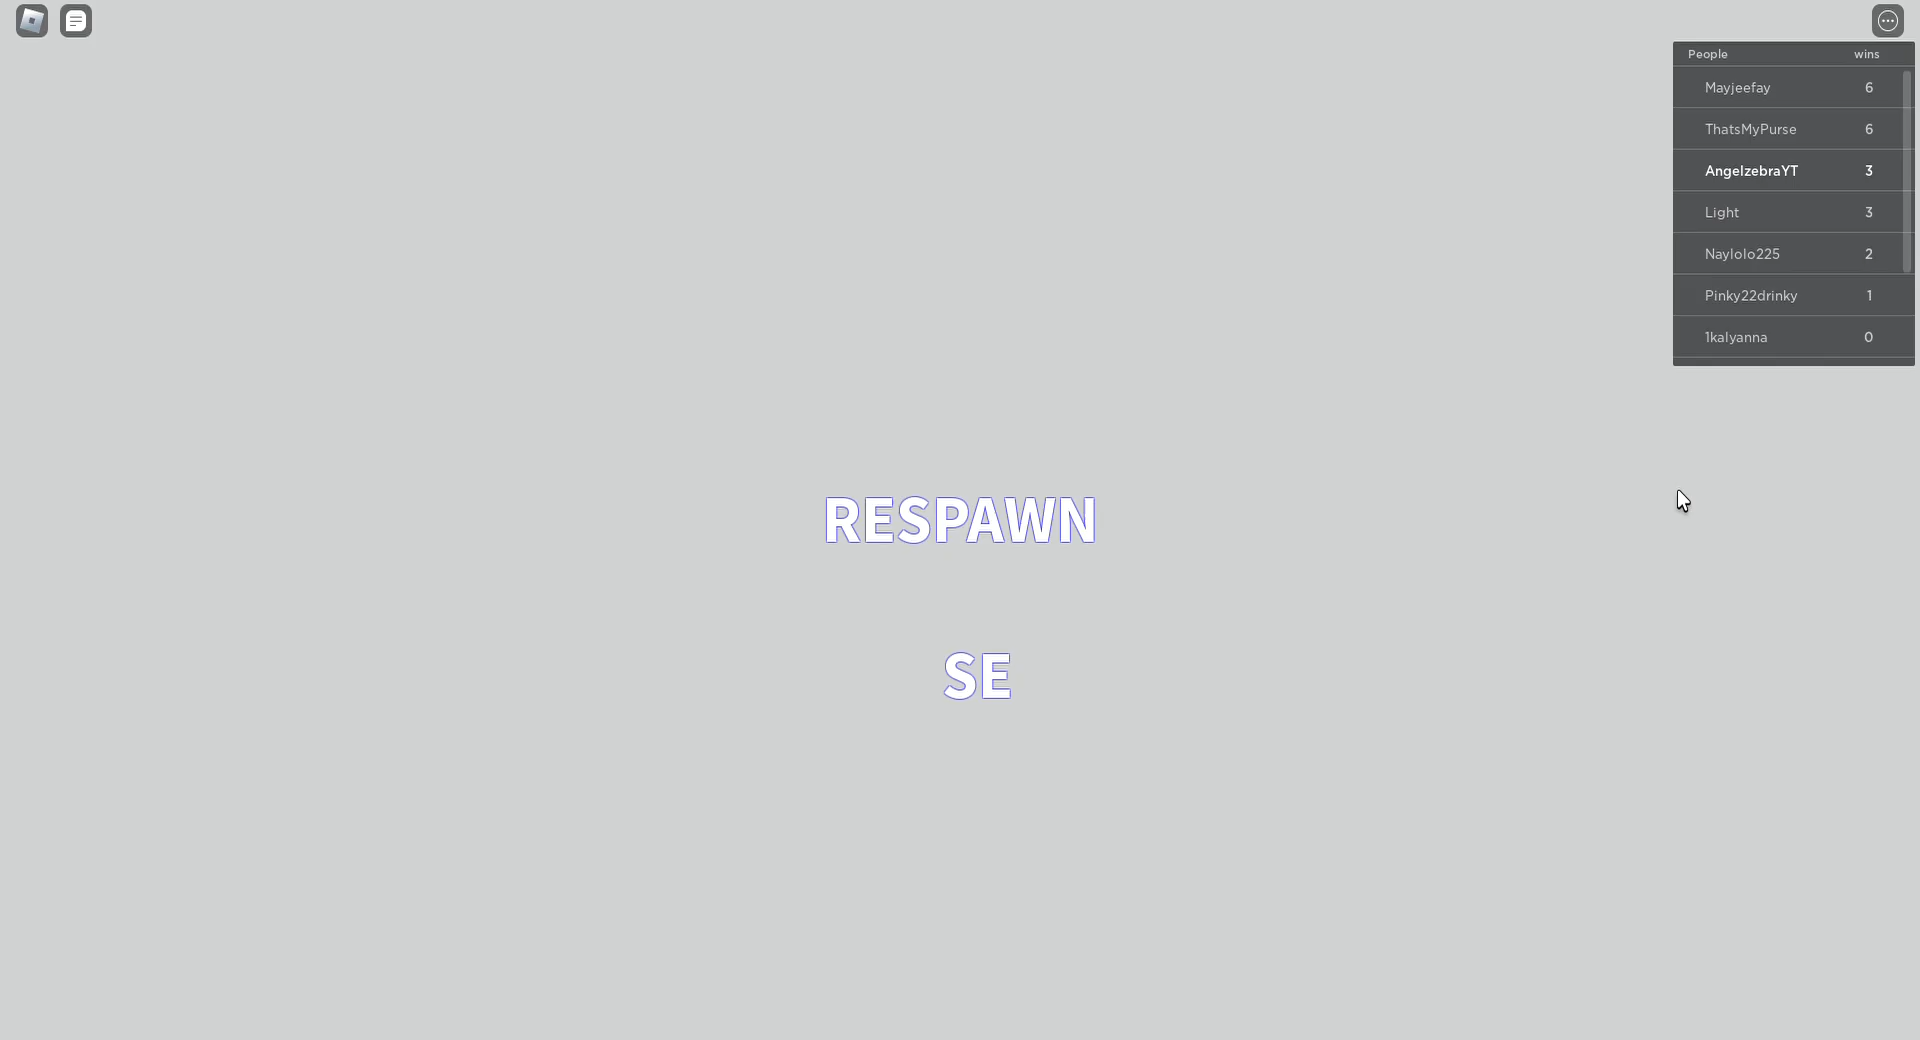 People wins
Mayjeefay 6
ThatsMyPurse 6
AngelzebraYT 3
Light 3
Naylolo225 2
Pinky22drinky 1
1kalyanna 0
RESPAWN
SE